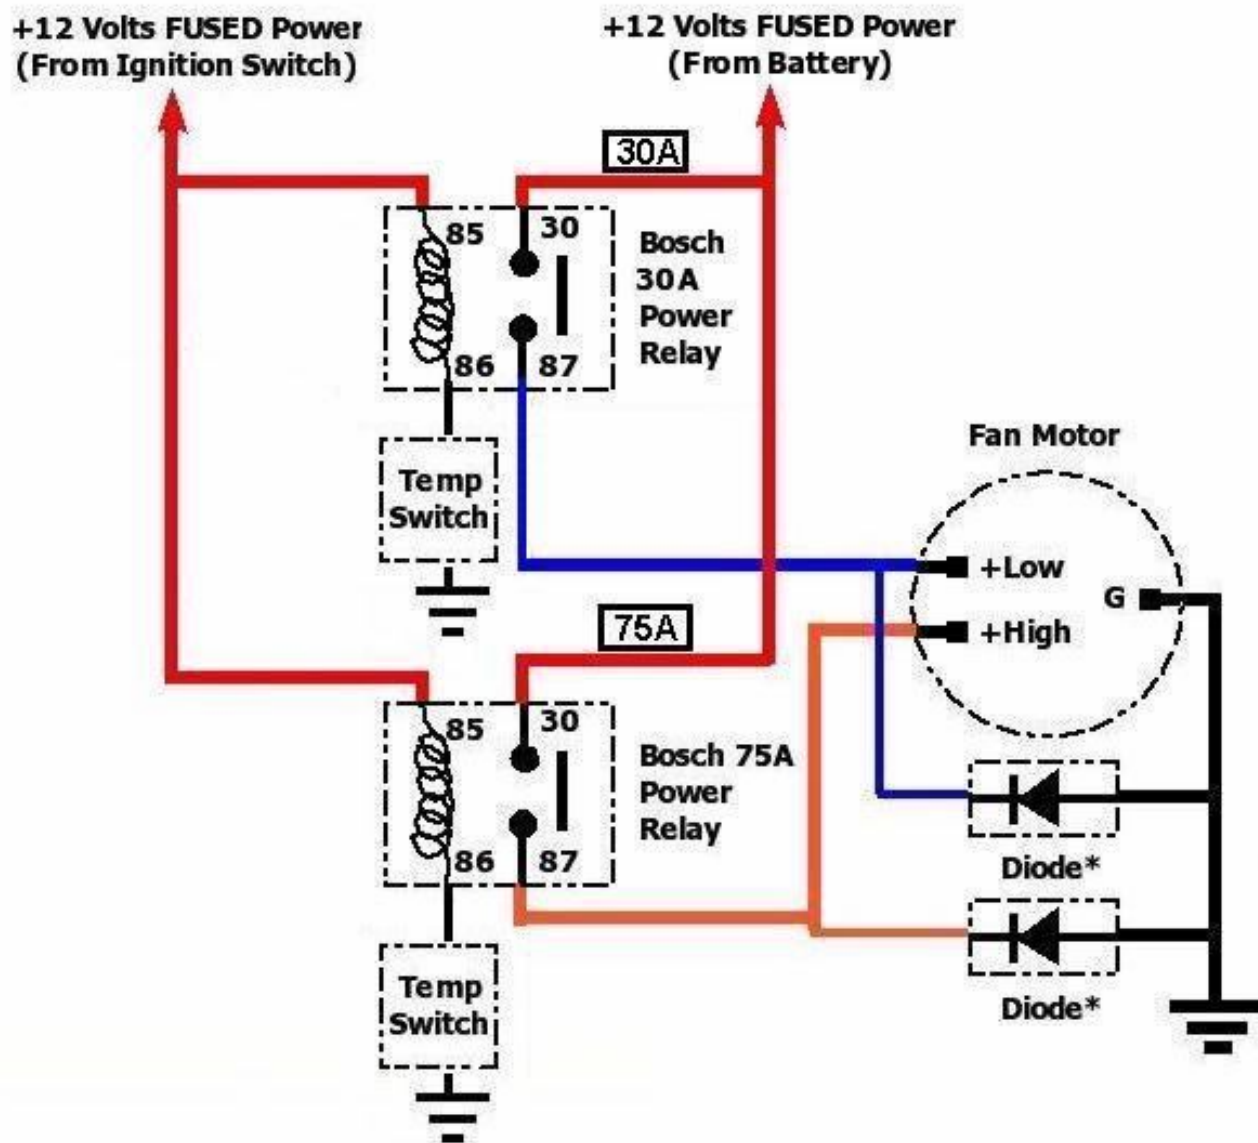 +12 Volts FUSED Power
(From Ignition Switch)
+12 Volts FUSED Power
(From Battery)
30A
85
30
86
87
Bosch
30A
Power
Relay
Temp
Switch
Fan Motor
+Low
G
+High
75A
85
30
86
87
Bosch 75A
Power
Relay
Diode*
Temp
Switch
Diode*